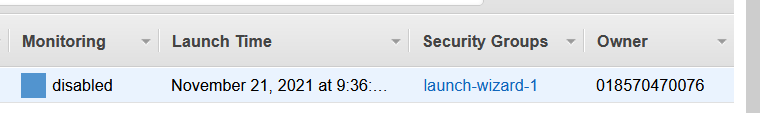 Monitoring Launch Time Security Groups Owner
disabled November 21, 2021 at 9:36:... launch-wizard-1 018570470076